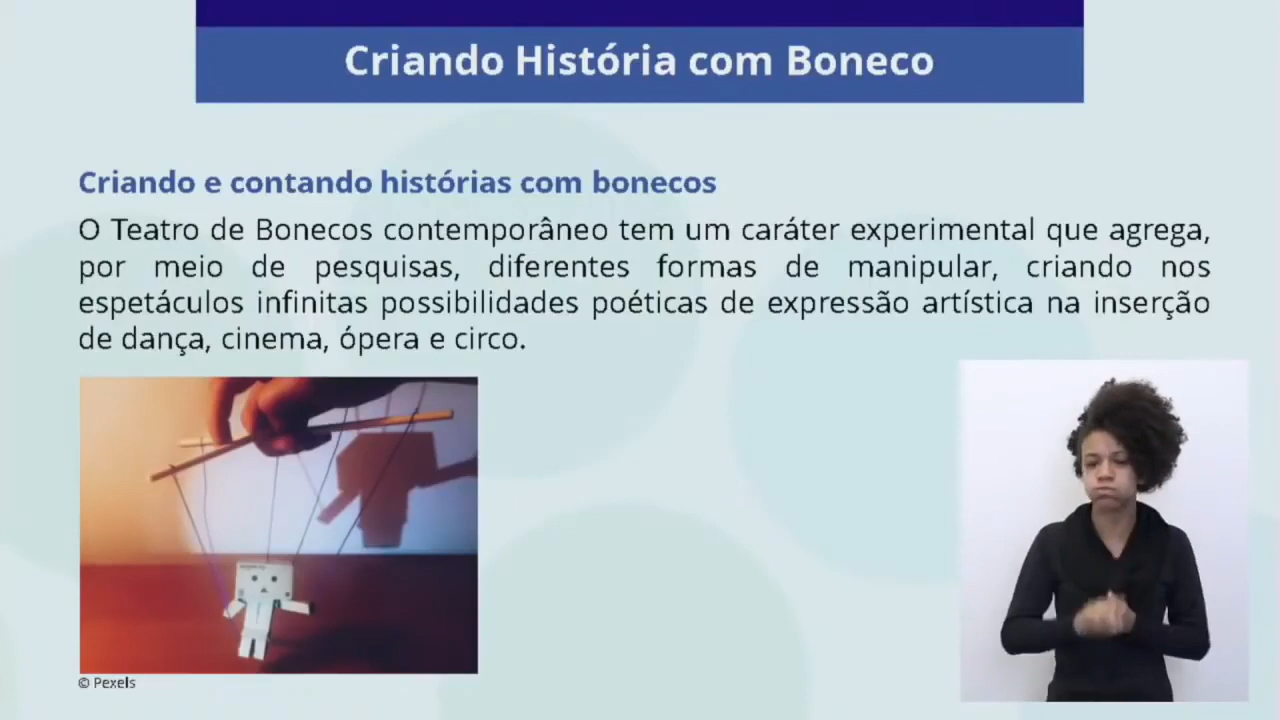 Criando História com Boneco
Criando e contando histórias com bonecos
O Teatro de Bonecos contemporâneo tem um caráter experimental que agrega,
por meio de pesquisas, diferentes formas de manipular, criando nos
espetáculos infinitas possibilidades poéticas de expressão artística na inserção
de dança, cinema, ópera e circo.
© Pexels